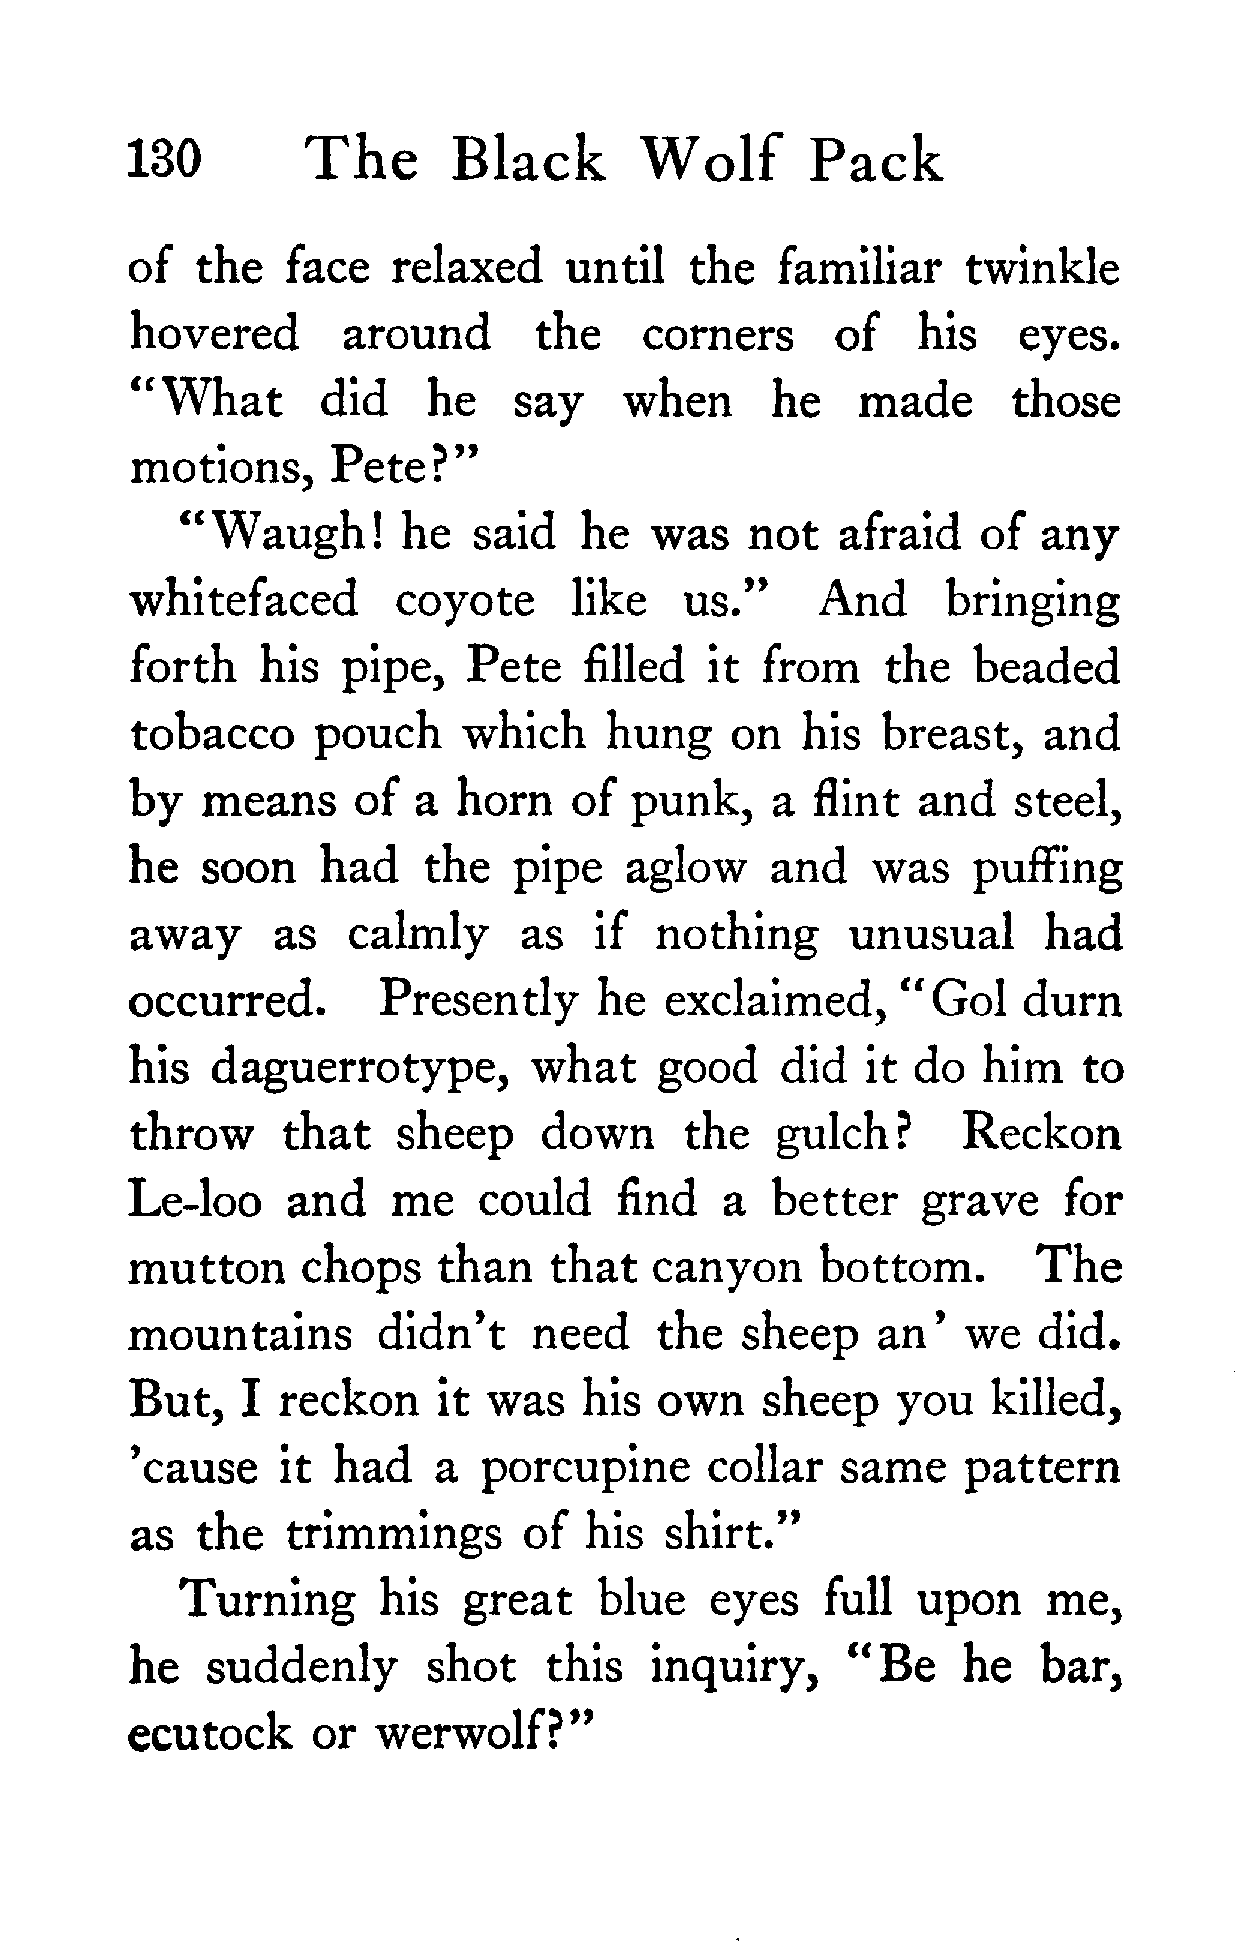 130 The Black Wolf Pack
of the face relaxed until the familiar twinkle
hovered around the corners of his eyes.
“What did he say when he made those
motions, Pete?”
“Waugh! he said he was not afraid of any
whitefaced coyote like us.” And bringing
forth his pipe, Pete filled it from the beaded
tobacco pouch which hung on his breast, and
by means of a horn of punk, a flint and steel,
he soon had the pipe aglow and was puffing
away as calmly as if nothing unusual had
occurred. Presently he exclaimed, “Gol durn
his daguerrotype, what good did it do him to
throw that sheep down the gulch? Reckon
Le-loo and me could find a better grave for
mutton chops than that canyon bottom. The
mountains didn’t need the sheep an’ we did.
But, I reckon it was his own sheep you killed,
’cause it had a porcupine collar same pattern
as the trimmings of his shirt.”
Turning his great blue eyes full upon me,
he suddenly shot this inquiry, “Be he bar,
ecutock or werwolf?”